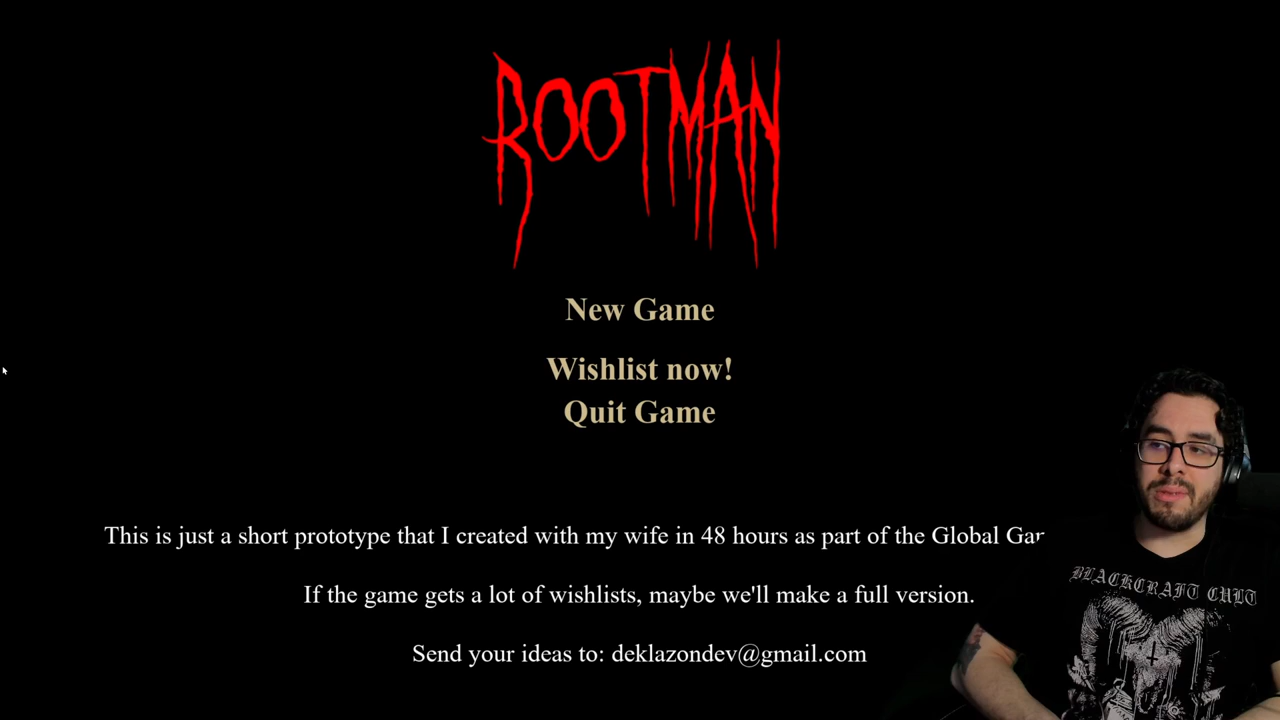 ROOTMAN
New Game
Wishlist now!
Quit Game
This is just a short prototype that I created with my wife in 48 hours as part of the Global
If the game gets a lot of wishlists, maybe we'll make a full version.
Send your ideas to: deklazondev@gmail.com
BLACKCRAFT CULT